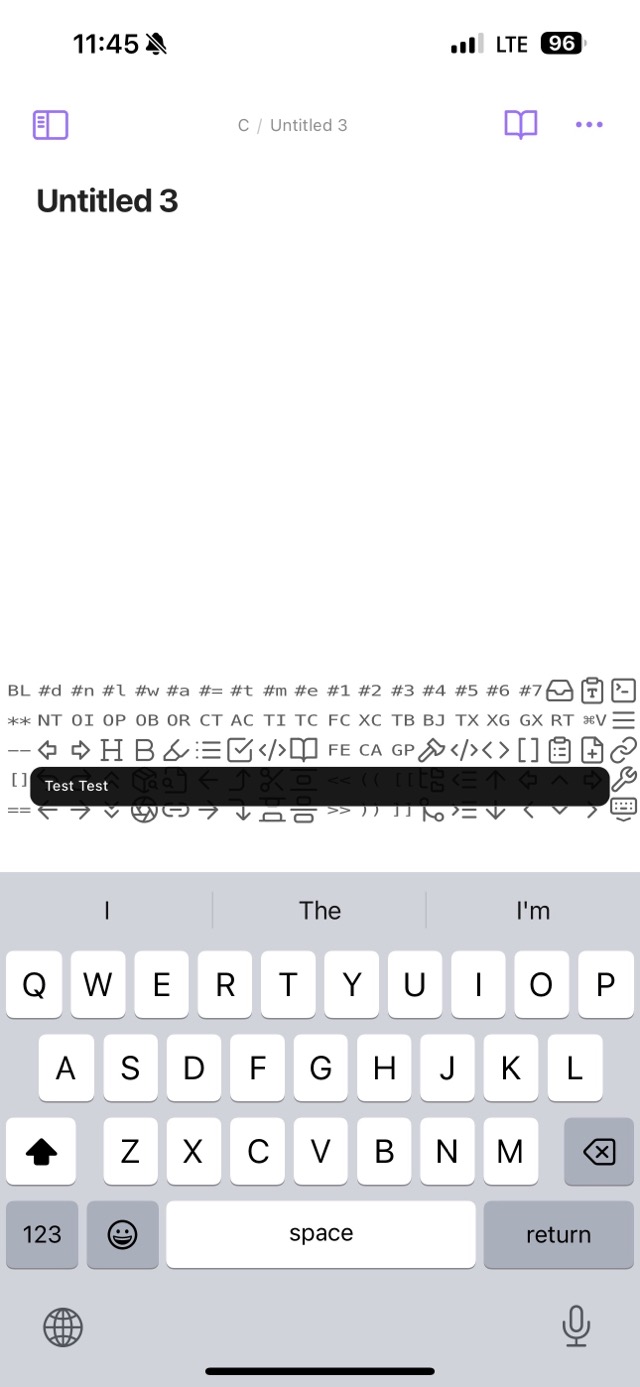 11:45 LTE 96
C / Untitled 3
Untitled 3
BL #d #n #l #w #a #= #t #m #e #1 #2 #3 #4 #5 #6 #7
** NT OI OP OB OR CT AC TI TC FC XC TB BJ TX XG GX RT ⌘V
-- H B </> FE CA GP </> <> []
[] << (( [[
Test Test
== >> )) ]]
I The I'm
Q W E R T Y U I O P
A S D F G H J K L
Z X C V B N M
123 space return